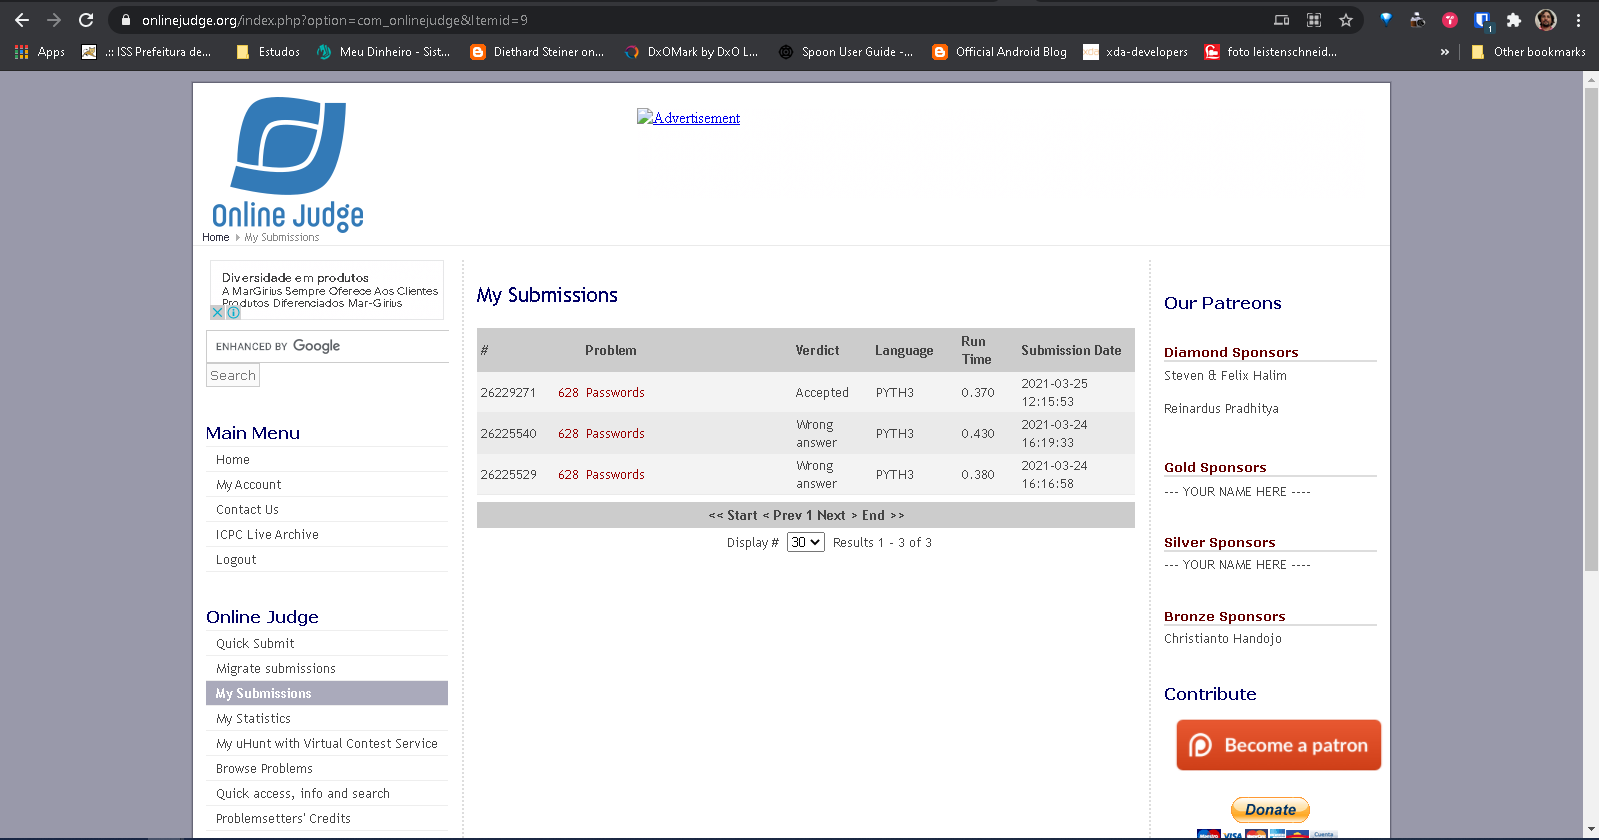 onlinejudge.org/index.php?option=com_onlinejudge&Itemid=9
1
Apps
.:: ISS Prefeitura de...
Estudos
Meu Dinheiro - Sist...
Diethard Steiner on...
DxOMark by DxO L...
Spoon User Guide -...
Official Android Blog
xda-developers
foto leistenschneid...
»
Other bookmarks
Online Judge
Advertisement
Home
My Submissions
Diversidade em produtos
A MarGirius Sempre Oferece Aos Clientes
Produtos Diferenciados Mar-Girius
ENHANCED BY Google
Search
Main Menu
Home
My Account
Contact Us
ICPC Live Archive
Logout
Online Judge
Quick Submit
Migrate submissions
My Submissions
My Statistics
My uHunt with Virtual Contest Service
Browse Problems
Quick access, info and search
Problemsetters' Credits
My Submissions
# Problem Verdict Language Run Time Submission Date
26229271 628 Passwords Accepted PYTH3 0.370 2021-03-25 12:15:53
26225540 628 Passwords Wrong answer PYTH3 0.430 2021-03-24 16:19:33
26225529 628 Passwords Wrong answer PYTH3 0.380 2021-03-24 16:16:58
<< Start < Prev 1 Next > End >>
Display # 30 Results 1 - 3 of 3
Our Patreons
Diamond Sponsors
Steven & Felix Halim
Reinardus Pradhitya
Gold Sponsors
--- YOUR NAME HERE ----
Silver Sponsors
--- YOUR NAME HERE ----
Bronze Sponsors
Christianto Handojo
Contribute
Become a patron
Donate
VISA